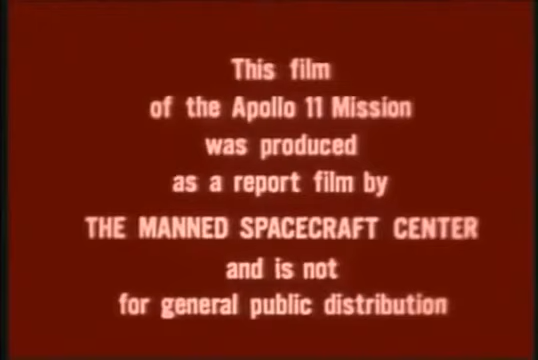 This film
of the Apollo 11 Mission
was produced
as a report film by
THE MANNED SPACECRAFT CENTER
and is not
for general public distribution